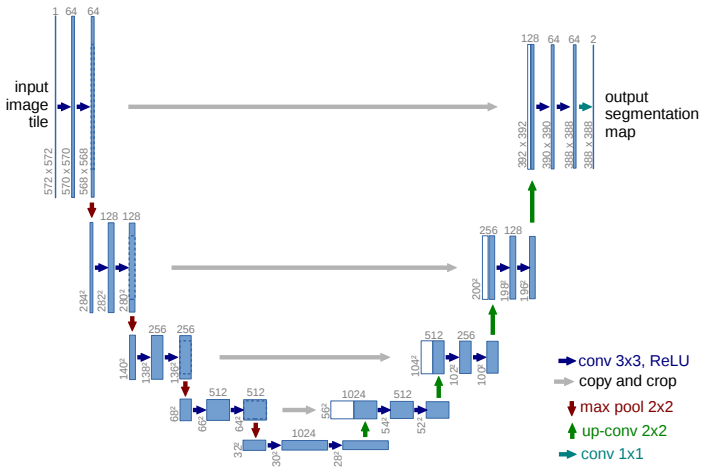 1 64 64
input
image
tile
572 x 572
570 x 570
568 x 568
128 64 64 2
output
segmentation
map
392 x 392
390 x 390
388 x 388
388 x 388
128 128
284²
282²
280²
256 128
200²
198²
196²
256 256
140²
138²
136²
512 256
104²
102²
100²
512 512
68²
66²
64²
1024 512
56²
54²
52²
1024
32²
30²
28²
conv 3x3, ReLU
copy and crop
max pool 2x2
up-conv 2x2
conv 1x1